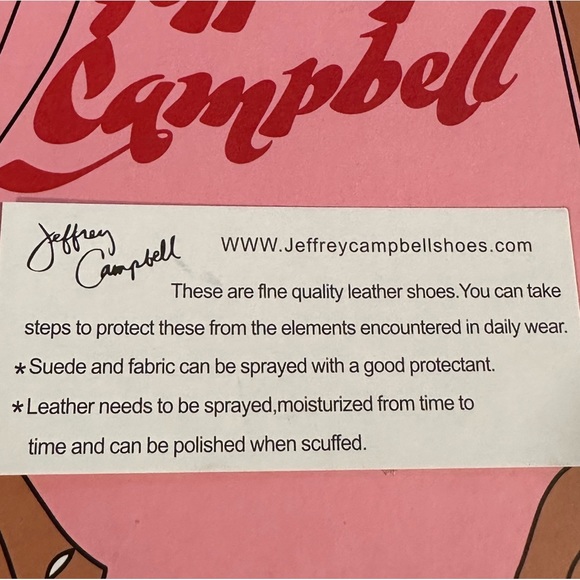 Campbell
Jeffrey
Campbell
WWW.Jeffreycampbellshoes.com
These are flne quality leather shoes.You can take
steps to protect these from the elements encountered in daily wear.
*Suede and fabric can be sprayed with a good protectant.
*Leather needs to be sprayed,moisturized from time to
time and can be polished when scuffed.